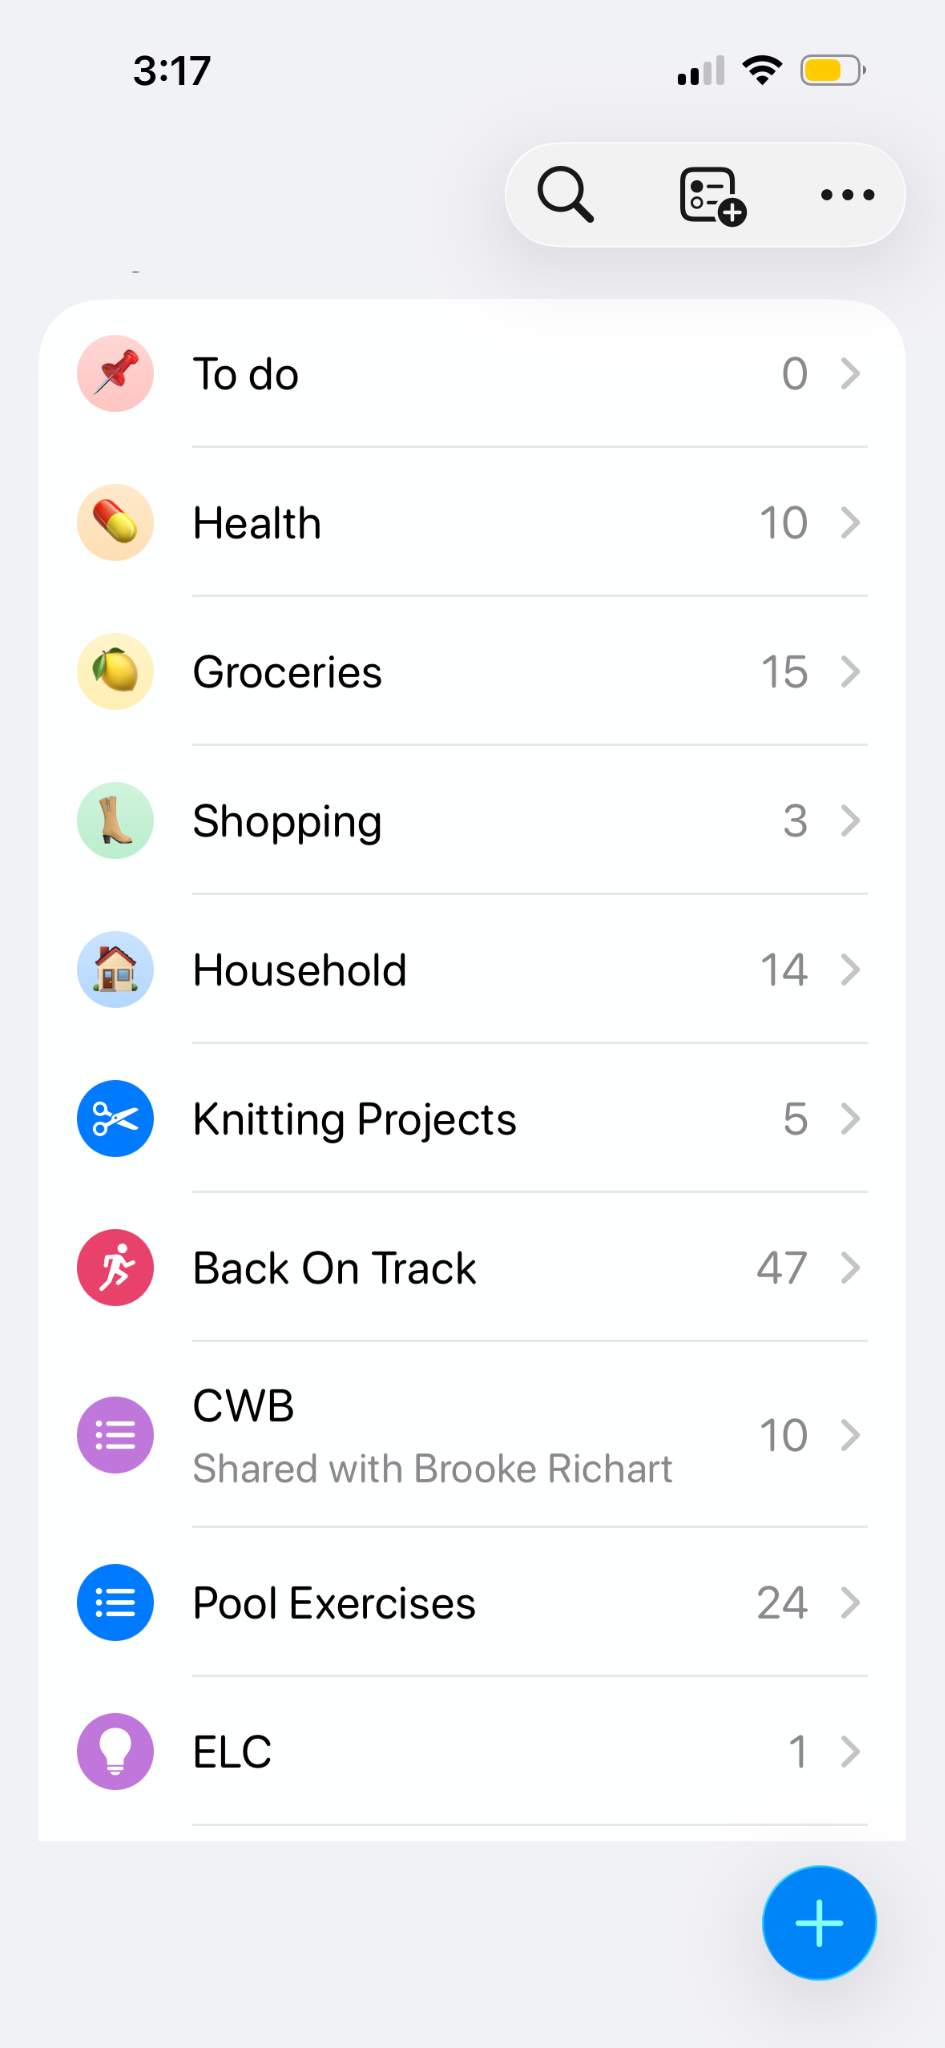 3:17
To do 0
Health 10
Groceries 15
Shopping 3
Household 14
Knitting Projects 5
Back On Track 47
CWB
Shared with Brooke Richart 10
Pool Exercises 24
ELC 1